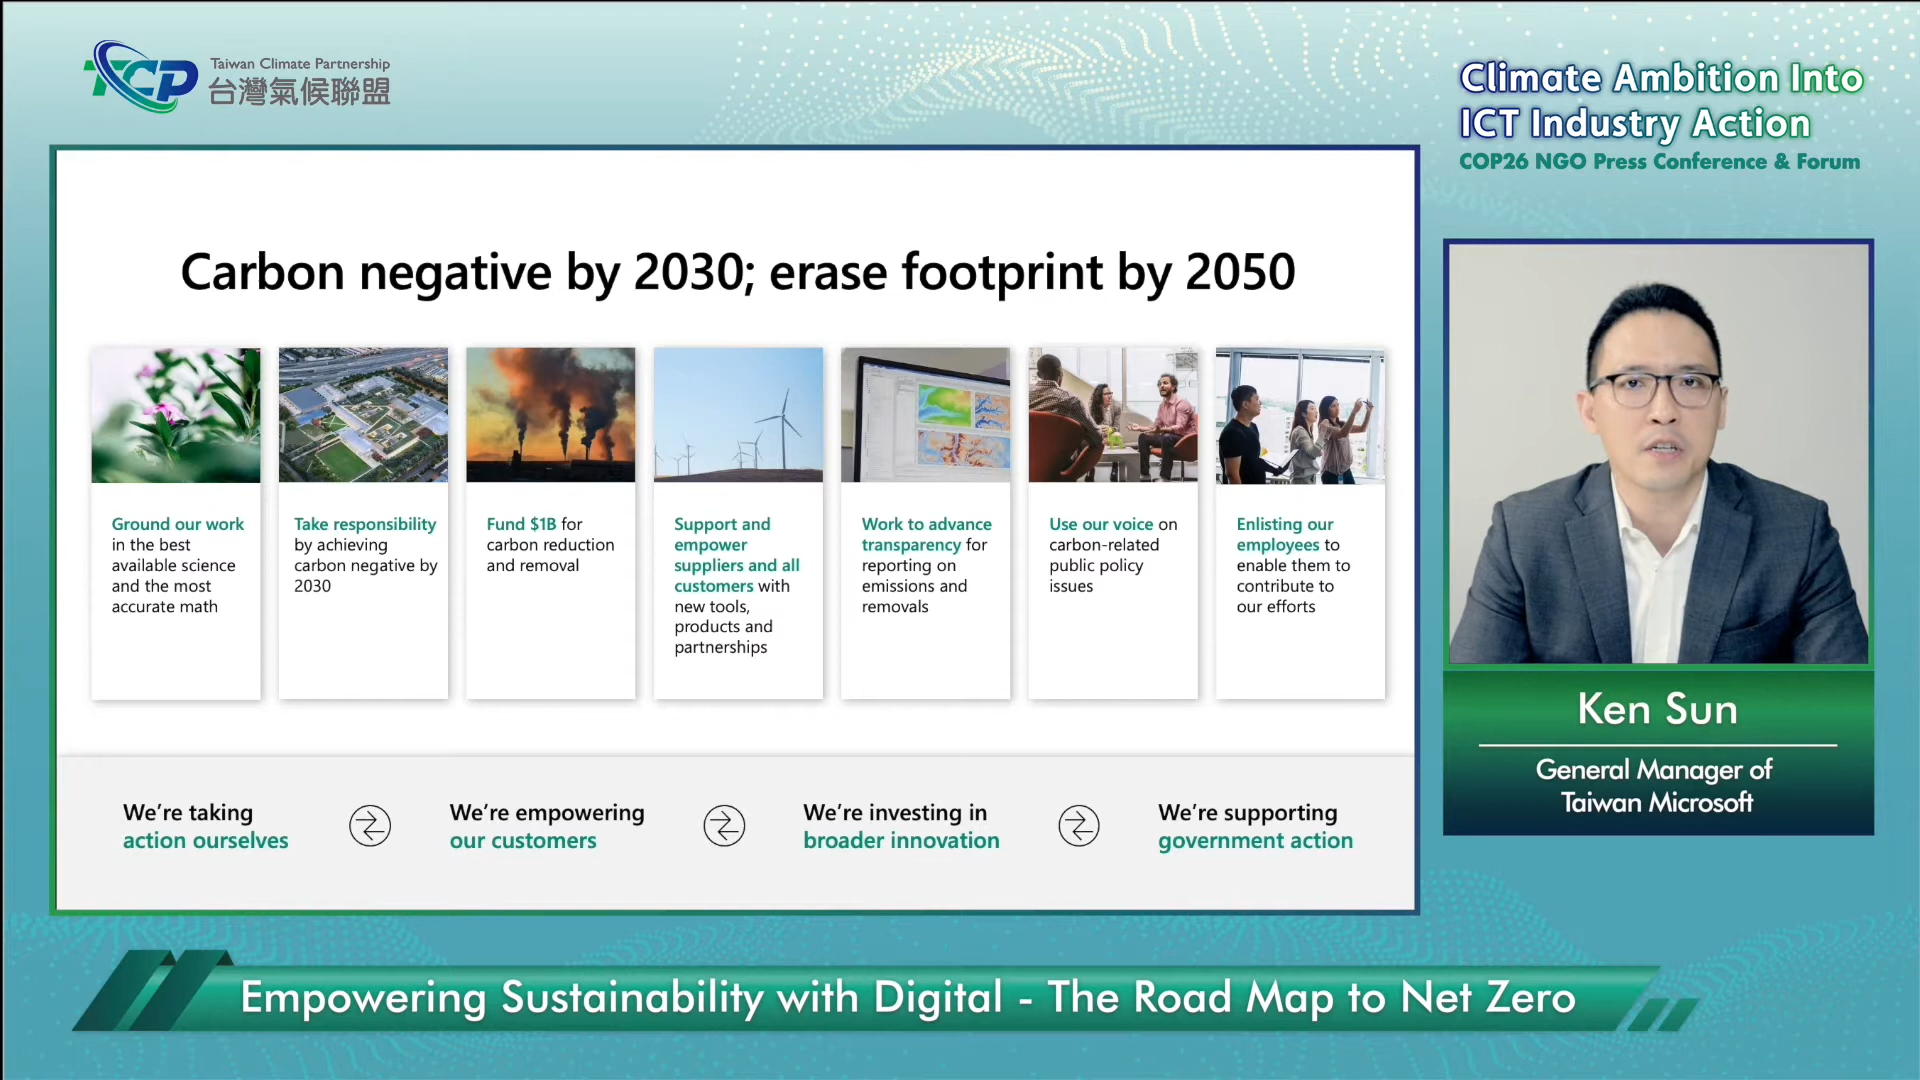 TCP
Taiwan Climate Partnership
台灣氣候聯盟
Climate Ambition Into
ICT Industry Action
COP26 NGO Press Conference & Forum
Carbon negative by 2030; erase footprint by 2050
Ground our work
in the best
available science
and the most
accurate math
Take responsibility
by achieving
carbon negative by
2030
Fund $1B for
carbon reduction
and removal
Support and
empower
suppliers and all
customers with
new tools,
products and
partnerships
Work to advance
transparency for
reporting on
emissions and
removals
Use our voice on
carbon-related
public policy
issues
Enlisting our
employees to
enable them to
contribute to
our efforts
We’re taking
action ourselves
We’re empowering
our customers
We’re investing in
broader innovation
We’re supporting
government action
Ken Sun
General Manager of
Taiwan Microsoft
Empowering Sustainability with Digital - The Road Map to Net Zero